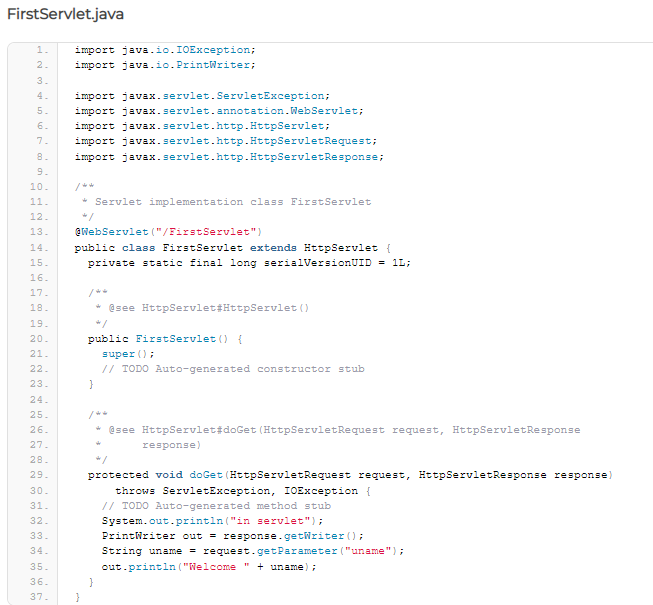 FirstServlet.java
1. import java.io.IOException;
2. import java.io.PrintWriter;
3.
4. import javax.servlet.ServletException;
5. import javax.servlet.annotation.WebServlet;
6. import javax.servlet.http.HttpServlet;
7. import javax.servlet.http.HttpServletRequest;
8. import javax.servlet.http.HttpServletResponse;
9.
10. /**
11. * Servlet implementation class FirstServlet
12. */
13. @WebServlet("/FirstServlet")
14. public class FirstServlet extends HttpServlet {
15. private static final long serialVersionUID = 1L;
16.
17. /**
18. * @see HttpServlet#HttpServlet()
19. */
20. public FirstServlet() {
21. super();
22. // TODO Auto-generated constructor stub
23. }
24.
25. /**
26. * @see HttpServlet#doGet(HttpServletRequest request, HttpServletResponse
27. * response)
28. */
29. protected void doGet(HttpServletRequest request, HttpServletResponse response)
30. throws ServletException, IOException {
31. // TODO Auto-generated method stub
32. System.out.println("in servlet");
33. PrintWriter out = response.getWriter();
34. String uname = request.getParameter("uname");
35. out.println("Welcome " + uname);
36. }
37. }